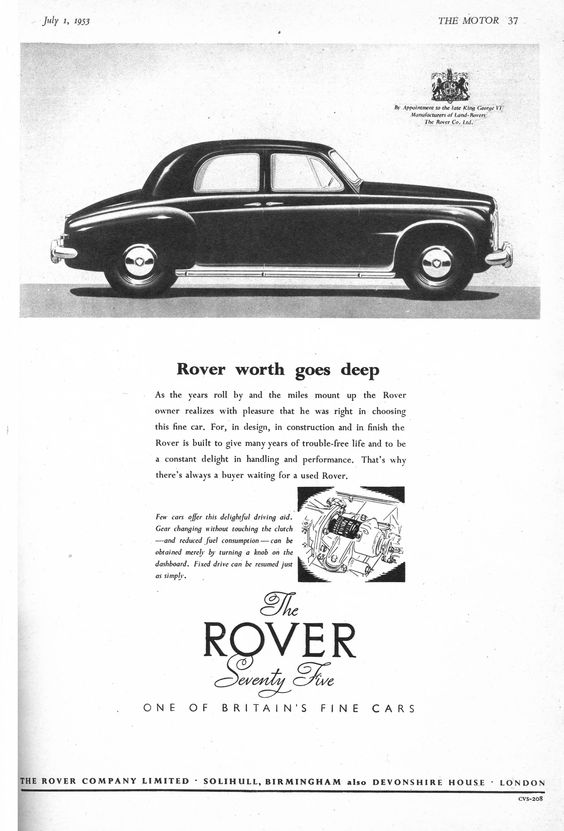 July 1, 1953
THE MOTOR 37
By Appointment to the late King George VI
Manufacturers of Land-Rovers
The Rover Co. Ltd.
Rover worth goes deep
As the years roll by and the miles mount up the Rover
owner realizes with pleasure that he was right in choosing
this fine car. For, in design, in construction and in finish the
Rover is built to give many years of trouble-free life and to be
a constant delight in handling and performance. That's why
there's always a buyer waiting for a used Rover.
Few cars offer this delightful driving aid.
Gear changing without touching the clutch
—and reduced fuel consumption—can be
obtained merely by turning a knob on the
dashboard. Fixed drive can be resumed just
as simply.
The
ROVER
Seventy Five
ONE OF BRITAIN'S FINE CARS
THE ROVER COMPANY LIMITED · SOLIHULL, BIRMINGHAM also DEVONSHIRE HOUSE · LONDON
CVS-208